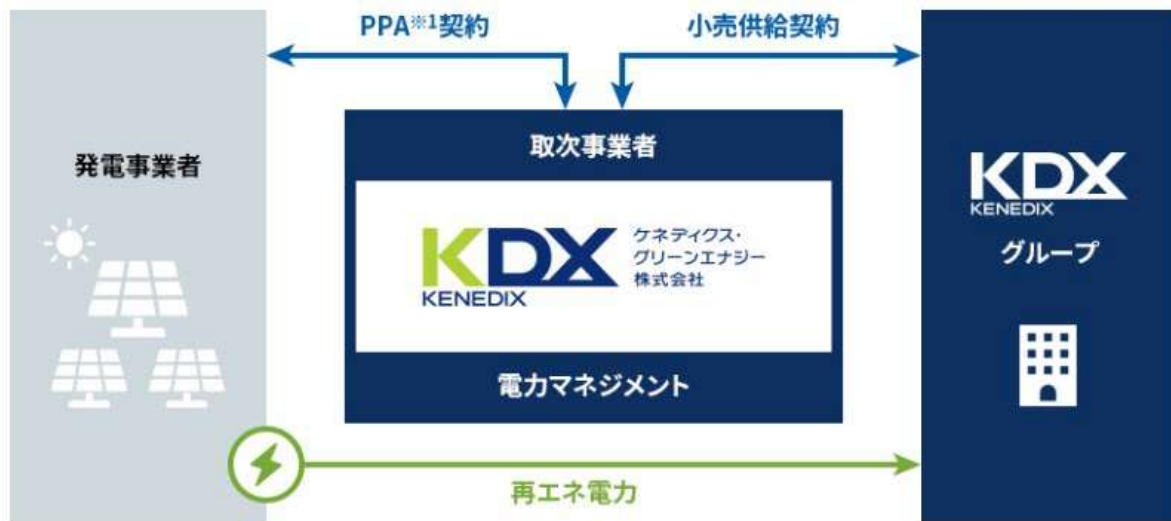 PPA※1契約
小売供給契約
発電事業者
取次事業者
KDX
KENEDIX
ケネディクス・
グリーンエナジー
株式会社
電力マネジメント
KDX
KENEDIX
グループ
再エネ電力